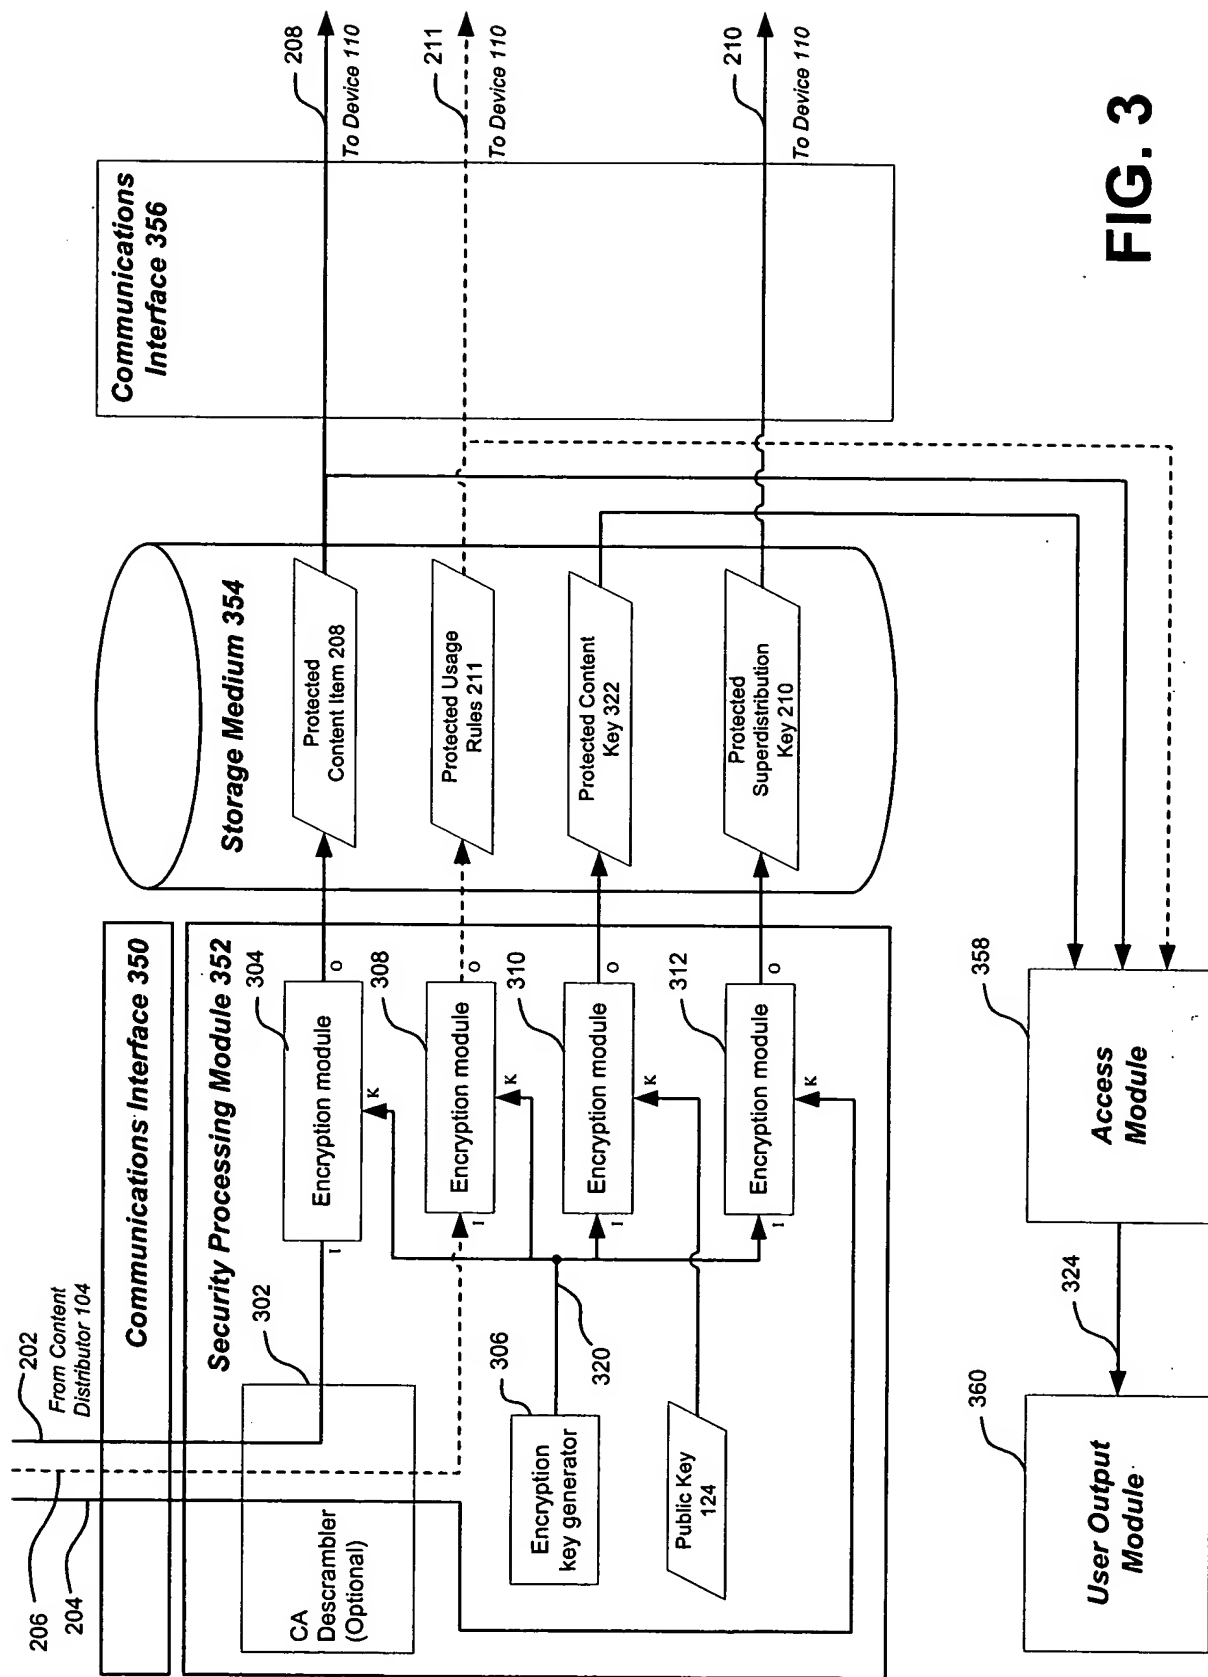 202
From Content
Distributor 104
206
204
Communications Interface 350
Security Processing Module 352
CA
Descrambler
(Optional)
302
304
Encryption module
I
O
K
308
Encryption module
I
O
K
310
Encryption module
I
O
K
312
Encryption module
I
O
K
306
Encryption
key generator
320
Public Key
124
Storage Medium 354
Protected
Content Item 208
Protected Usage
Rules 211
Protected Content
Key 322
Protected
Superdistribution
Key 210
Communications
Interface 356
208
To Device 110
211
To Device 110
210
To Device 110
358
Access
Module
324
360
User Output
Module
FIG. 3